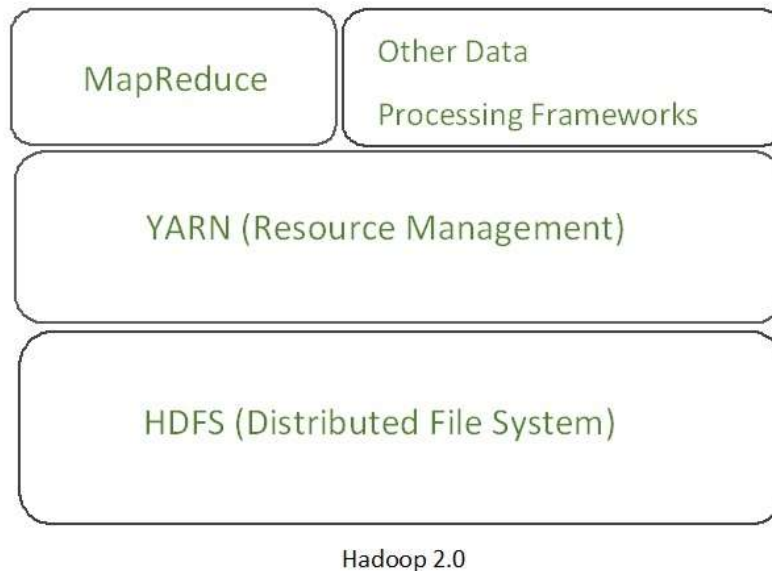 MapReduce
Other Data
Processing Frameworks
YARN (Resource Management)
HDFS (Distributed File System)
Hadoop 2.0